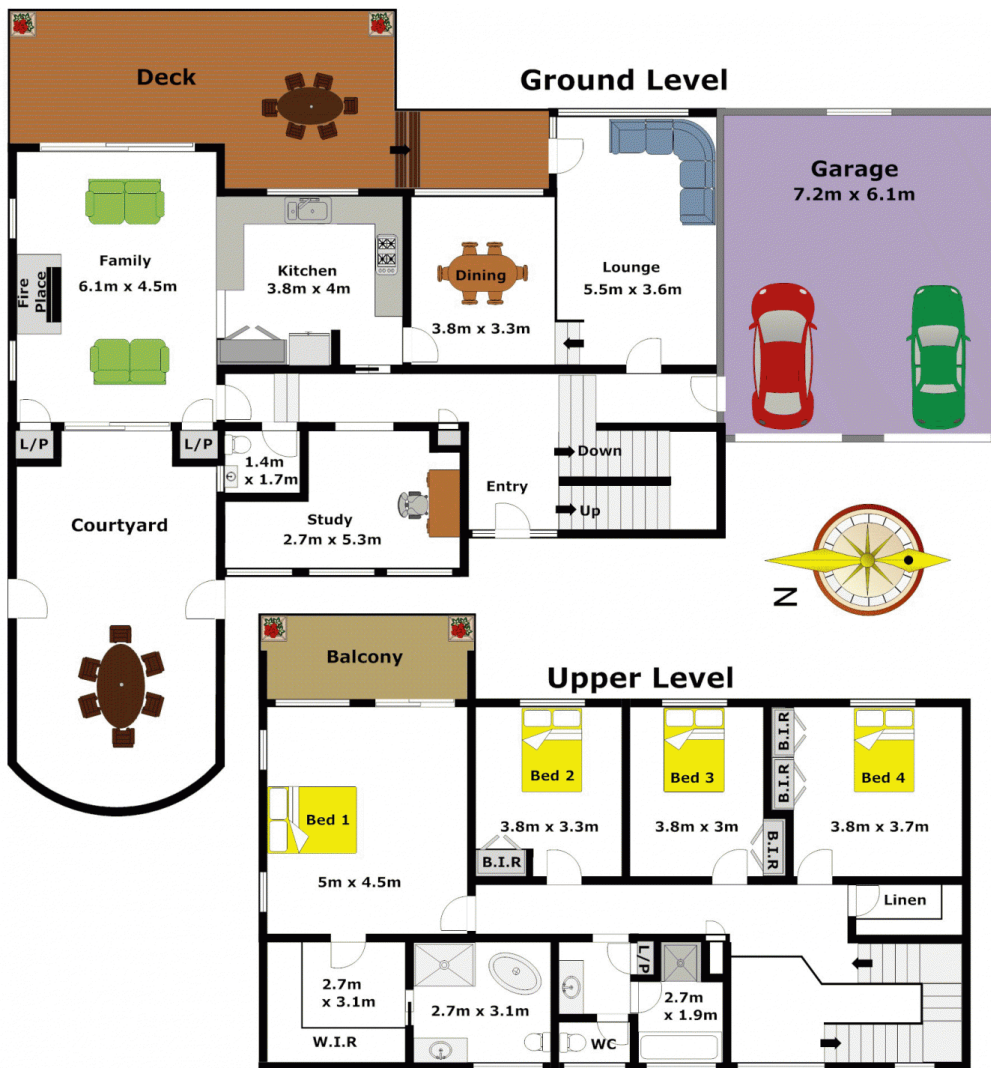 Ground Level
Deck
Garage
7.2m x 6.1m
Family
6.1m x 4.5m
Fire
Place
Kitchen
3.8m x 4m
Dining
3.8m x 3.3m
Lounge
5.5m x 3.6m
L/P
L/P
1.4m
x 1.7m
Down
Entry
Up
Study
2.7m x 5.3m
Courtyard
N
Upper Level
Balcony
Bed 1
5m x 4.5m
Bed 2
3.8m x 3.3m
B.I.R
Bed 3
3.8m x 3m
B.I.R
B.I.R
B.I.R
Bed 4
3.8m x 3.7m
Linen
2.7m
x 3.1m
W.I.R
2.7m x 3.1m
L/P
WC
2.7m
x 1.9m